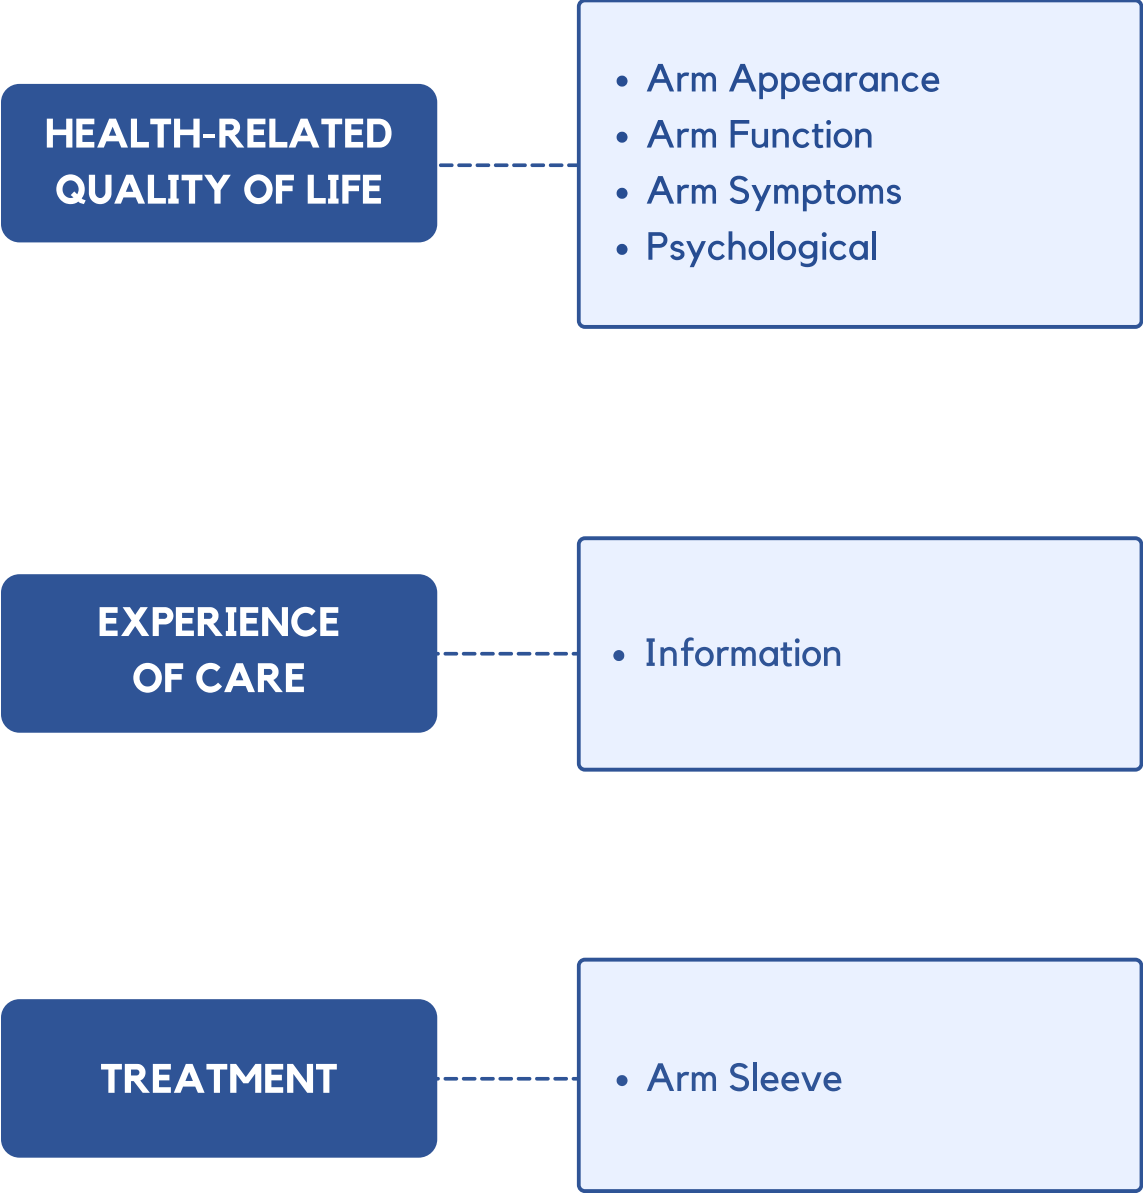 HEALTH-RELATED
QUALITY OF LIFE
• Arm Appearance
• Arm Function
• Arm Symptoms
• Psychological
EXPERIENCE
OF CARE
• Information
TREATMENT
• Arm Sleeve